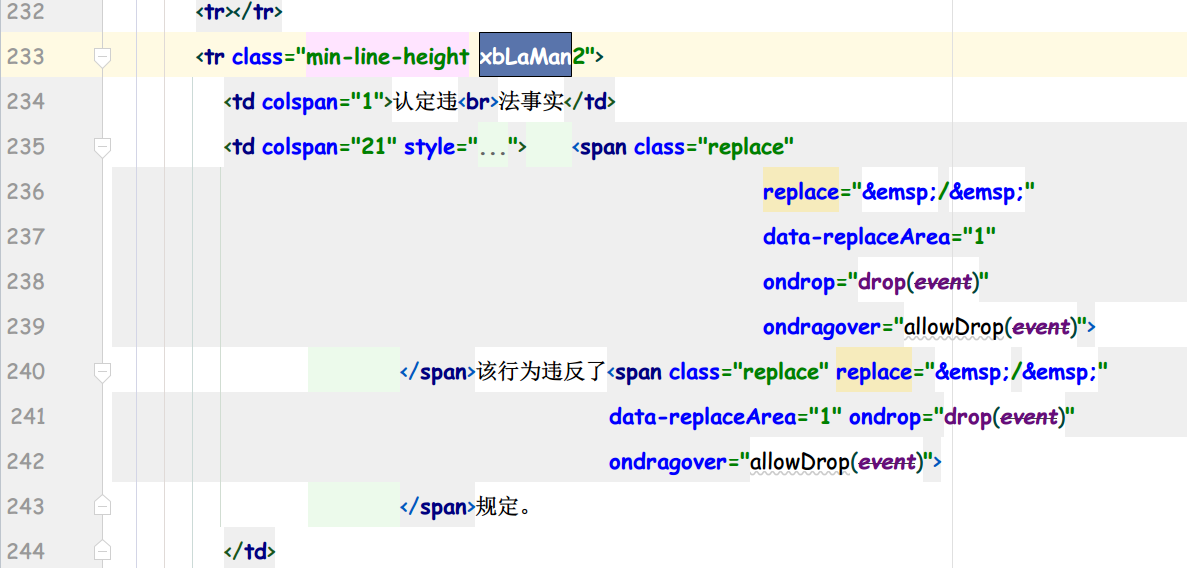 232 <tr></tr>
233 <tr class="min-line-height xbLaMan2">
234 <td colspan="1">认定违<br>法事实</td>
235 <td colspan="21" style="..."> <span class="replace"
236 replace="&emsp;/&emsp;"
237 data-replaceArea="1"
238 ondrop="drop(event)"
239 ondragover="allowDrop(event)">
240 </span>该行为违反了<span class="replace" replace="&emsp;/&emsp;"
241 data-replaceArea="1" ondrop="drop(event)"
242 ondragover="allowDrop(event)">
243 </span>规定。
244 </td>